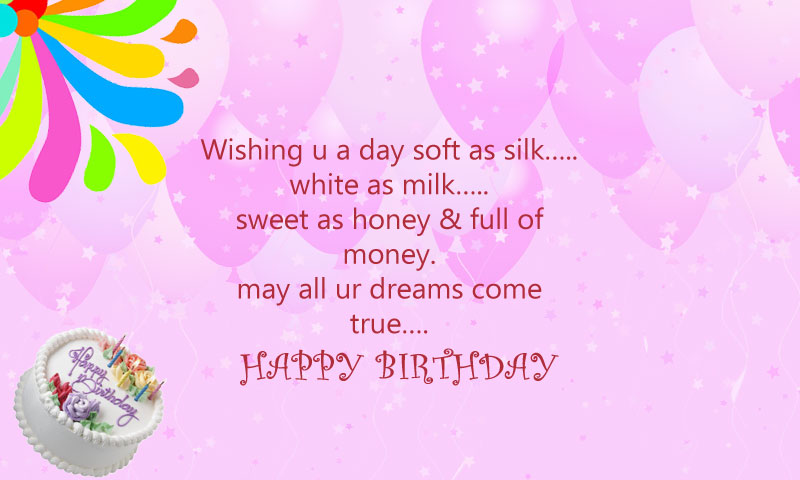 Wishing u a day soft as silk.....
white as milk.....
sweet as honey & full of
money.
may all ur dreams come
true....
HAPPY BIRTHDAY
Happy
Birthday